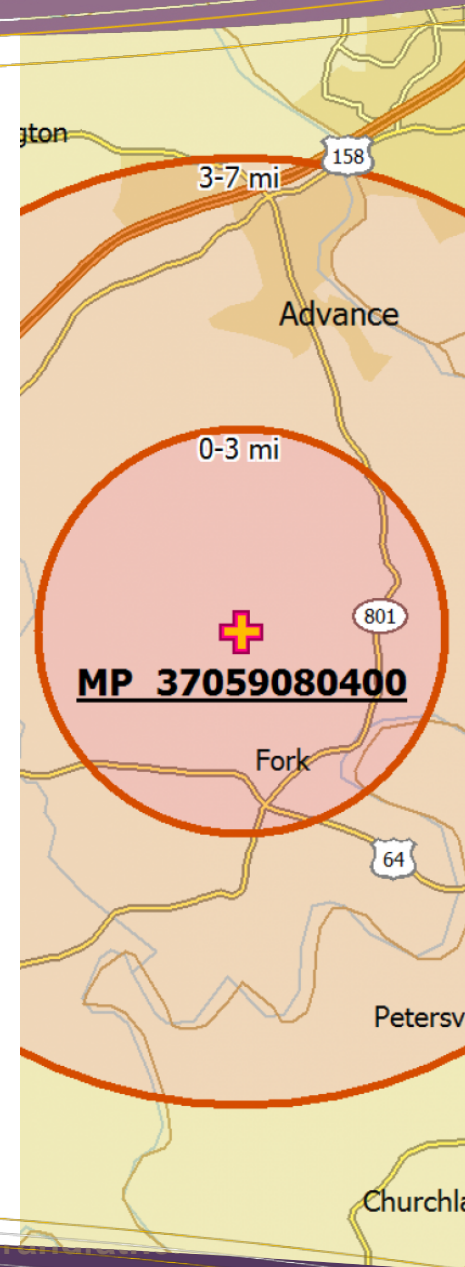 gton
158
3-7 mi
Advance
0-3 mi
801
MP 37059080400
Fork
64
Petersv
Churchla